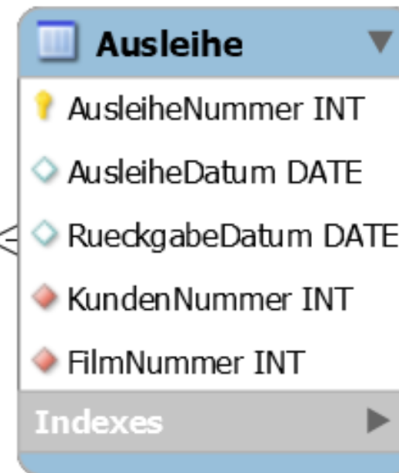 Ausleihe
AusleiheNummer INT
AusleiheDatum DATE
RueckgabeDatum DATE
KundenNummer INT
FilmNummer INT
Indexes